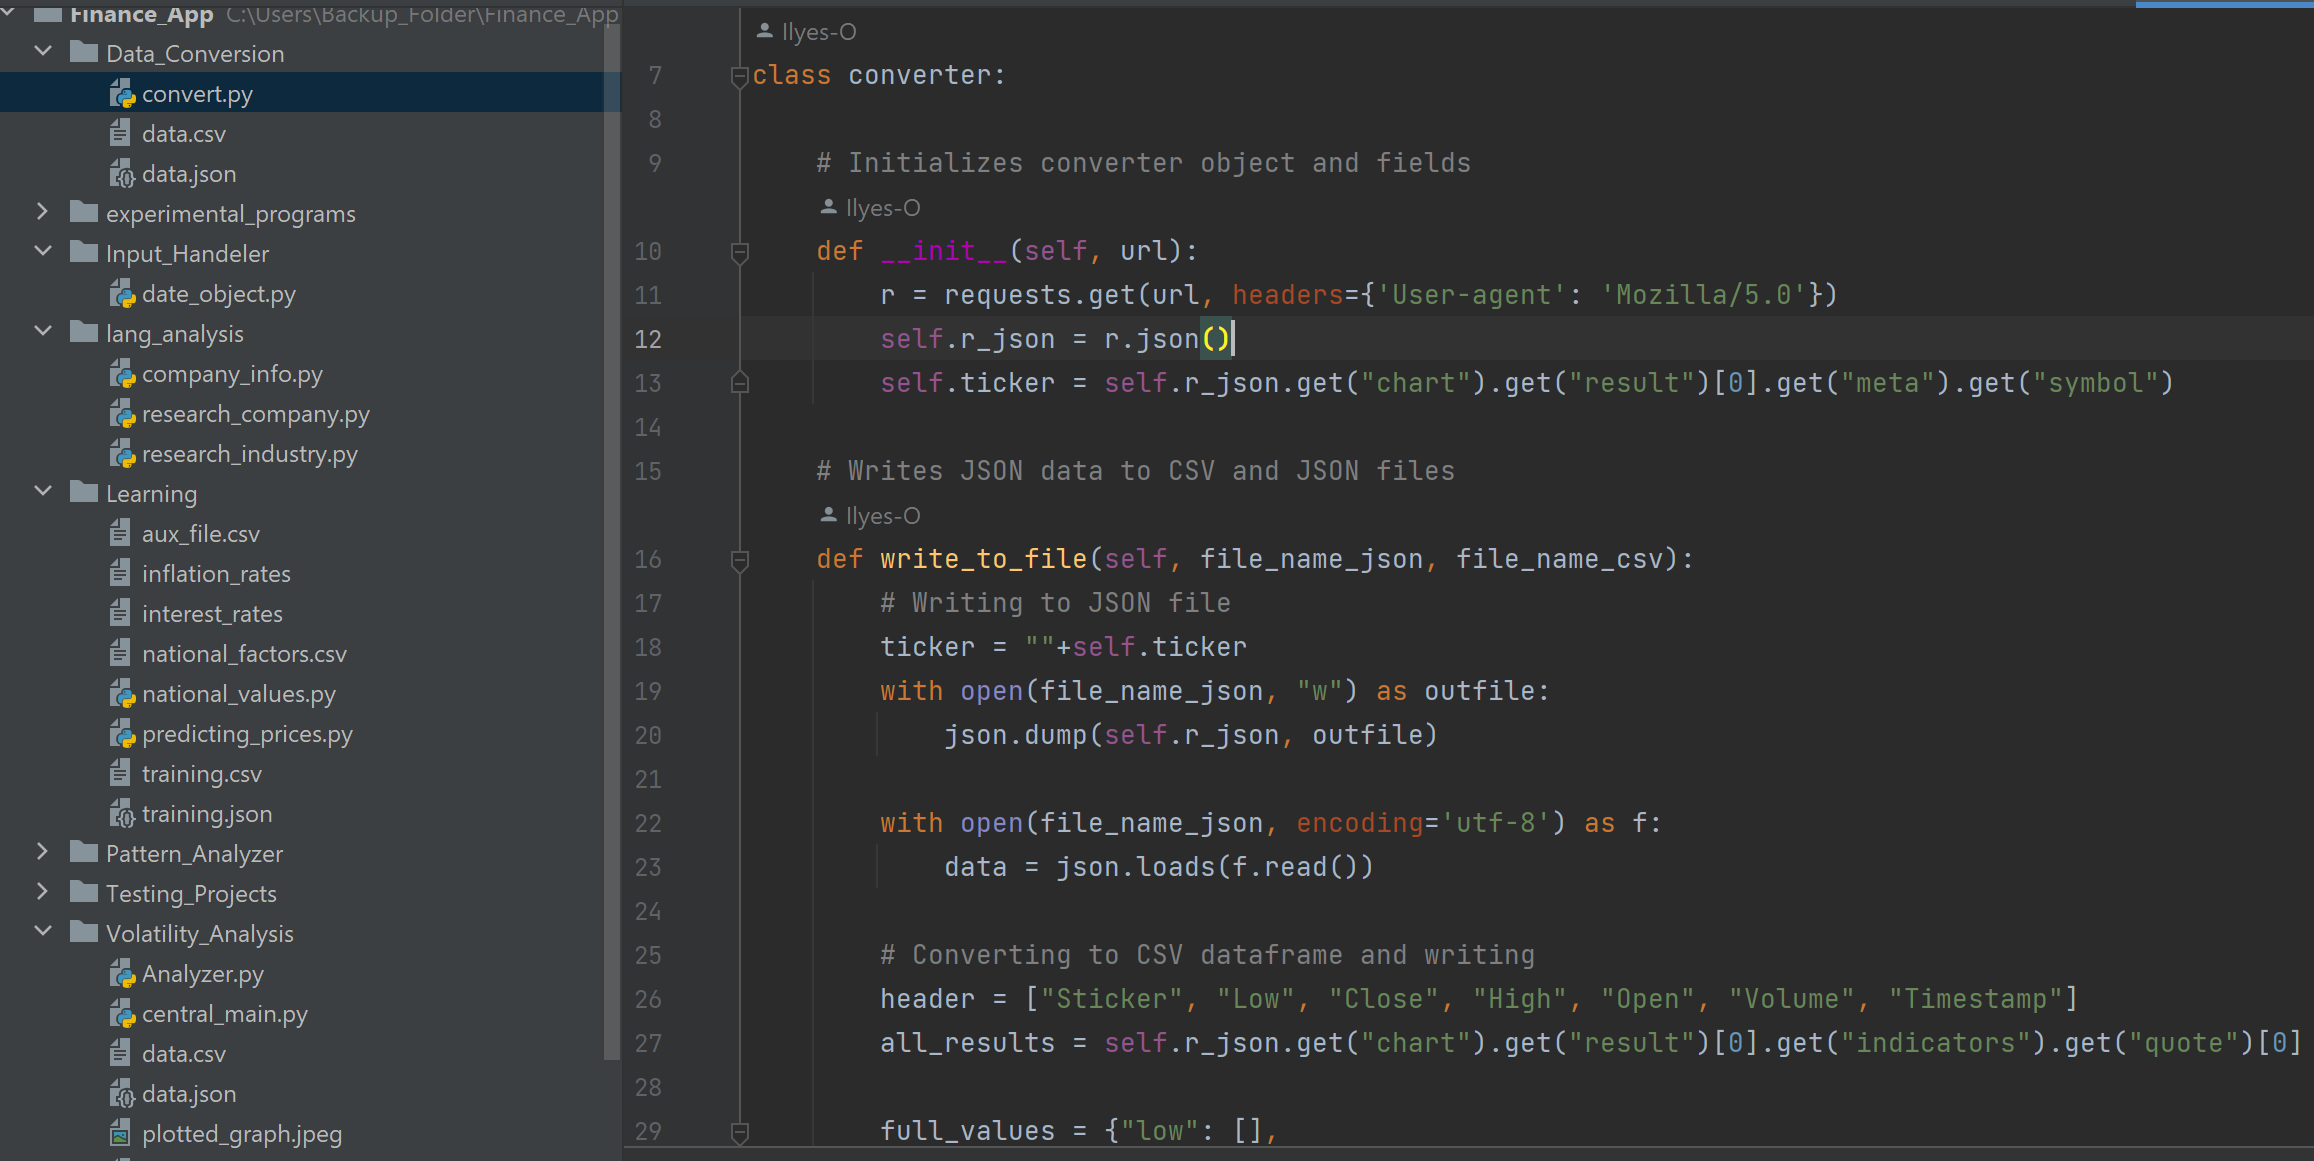 Finance_App C:\Users\Backup_Folder\Finance_App
Data_Conversion
convert.py
data.csv
data.json
experimental_programs
Input_Handeler
date_object.py
lang_analysis
company_info.py
research_company.py
research_industry.py
Learning
aux_file.csv
inflation_rates
interest_rates
national_factors.csv
national_values.py
predicting_prices.py
training.csv
training.json
Pattern_Analyzer
Testing_Projects
Volatility_Analysis
Analyzer.py
central_main.py
data.csv
data.json
plotted_graph.jpeg
Ilyes-O
7 class converter:
8
9 # Initializes converter object and fields
Ilyes-O
10 def __init__(self, url):
11 r = requests.get(url, headers={'User-agent': 'Mozilla/5.0'})
12 self.r_json = r.json()
13 self.ticker = self.r_json.get("chart").get("result")[0].get("meta").get("symbol")
14
15 # Writes JSON data to CSV and JSON files
Ilyes-O
16 def write_to_file(self, file_name_json, file_name_csv):
17 # Writing to JSON file
18 ticker = ""+self.ticker
19 with open(file_name_json, "w") as outfile:
20 json.dump(self.r_json, outfile)
21
22 with open(file_name_json, encoding='utf-8') as f:
23 data = json.loads(f.read())
24
25 # Converting to CSV dataframe and writing
26 header = ["Sticker", "Low", "Close", "High", "Open", "Volume", "Timestamp"]
27 all_results = self.r_json.get("chart").get("result")[0].get("indicators").get("quote")[0]
28
29 full_values = {"low": [],